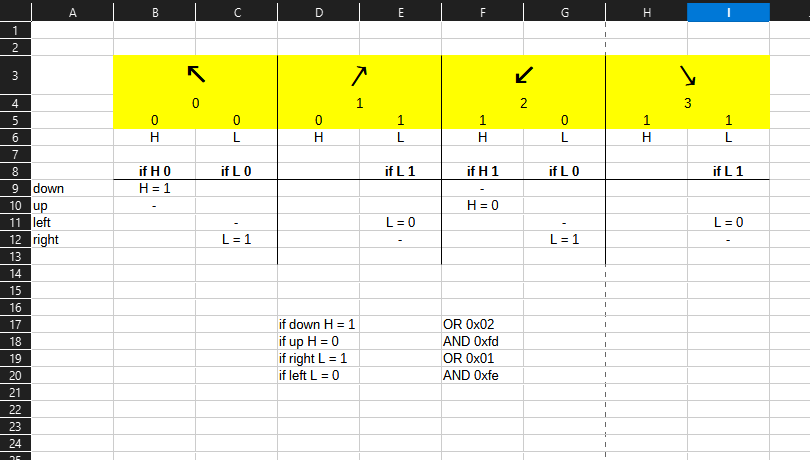 A B C D E F G H I
1
2
3 ↖ ↗ ↙ ↘
4 0 1 2 3
5 0 0 0 1 1 0 1 1
6 H L H L H L H L
7
8 if H 0 if L 0 if L 1 if H 1 if L 0 if L 1
9 down H = 1 -
10 up - H = 0
11 left - L = 0 - L = 0
12 right L = 1 - L = 1 -
13
14
15
16
17 if down H = 1 OR 0x02
18 if up H = 0 AND 0xfd
19 if right L = 1 OR 0x01
20 if left L = 0 AND 0xfe
21
22
23
24
25